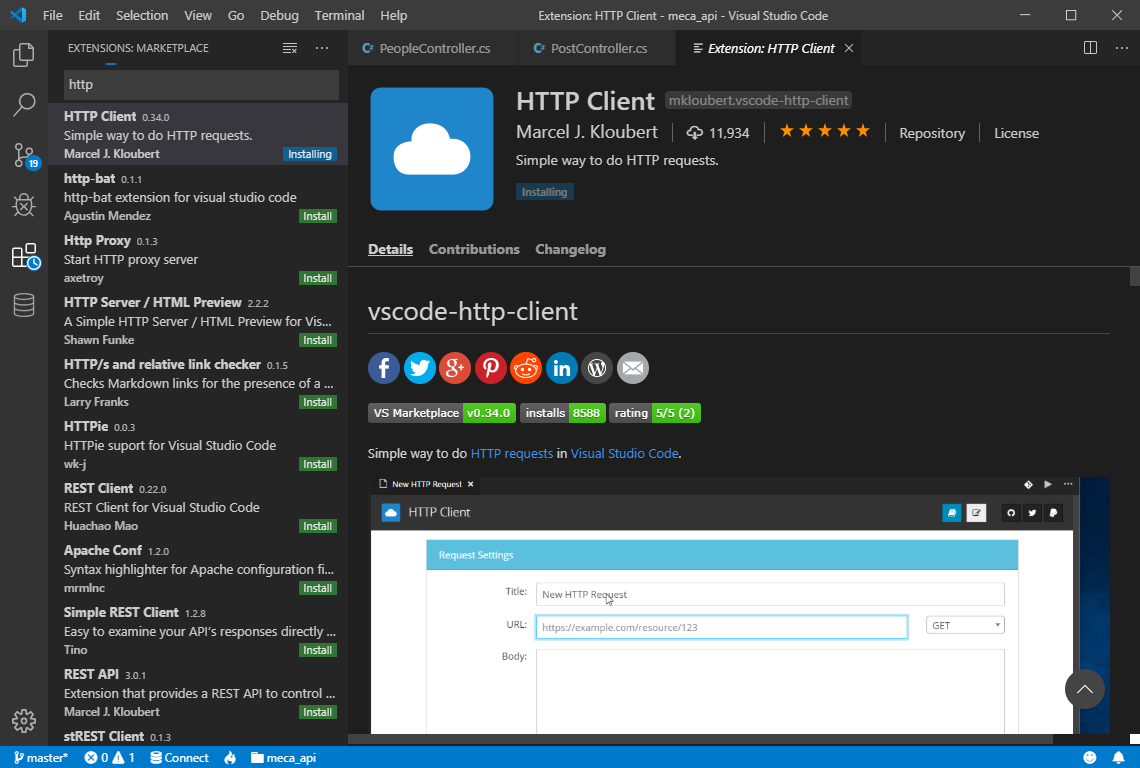 File Edit Selection View Go Debug Terminal Help
Extension: HTTP Client - meca_api - Visual Studio Code
EXTENSIONS: MARKETPLACE
http
HTTP Client 0.34.0
Simple way to do HTTP requests.
Marcel J. Kloubert Installing
http-bat 0.1.1
http-bat extension for visual studio code
Agustin Mendez Install
Http Proxy 0.1.3
Start HTTP proxy server
axetroy Install
HTTP Server / HTML Preview 2.2.2
A Simple HTTP Server / HTML Preview for Vis...
Shawn Funke Install
HTTP/s and relative link checker 0.1.5
Checks Markdown links for the presence of a ...
Larry Franks Install
HTTPie 0.0.3
HTTPie suport for Visual Studio Code
wk-j Install
REST Client 0.22.0
REST Client for Visual Studio Code
Huachao Mao Install
Apache Conf 1.2.0
Syntax highlighter for Apache configuration fi...
mrmlnc Install
Simple REST Client 1.2.8
Easy to examine your API's responses directly ...
Tino Install
REST API 3.0.1
Extension that provides a REST API to control ...
Marcel J. Kloubert Install
stREST Client 0.1.3
19
C# PeopleController.cs
C# PostController.cs
Extension: HTTP Client
HTTP Client mkloubert.vscode-http-client
Marcel J. Kloubert 11,934 ★★★★★ Repository License
Simple way to do HTTP requests.
Installing
Details Contributions Changelog
vscode-http-client
f g+ in
VS Marketplace v0.34.0 installs 8588 rating 5/5 (2)
Simple way to do HTTP requests in Visual Studio Code.
New HTTP Request
HTTP Client
Request Settings
Title: New HTTP Request
URL: https://example.com/resource/123 GET
Body:
master* 0 1 Connect meca_api